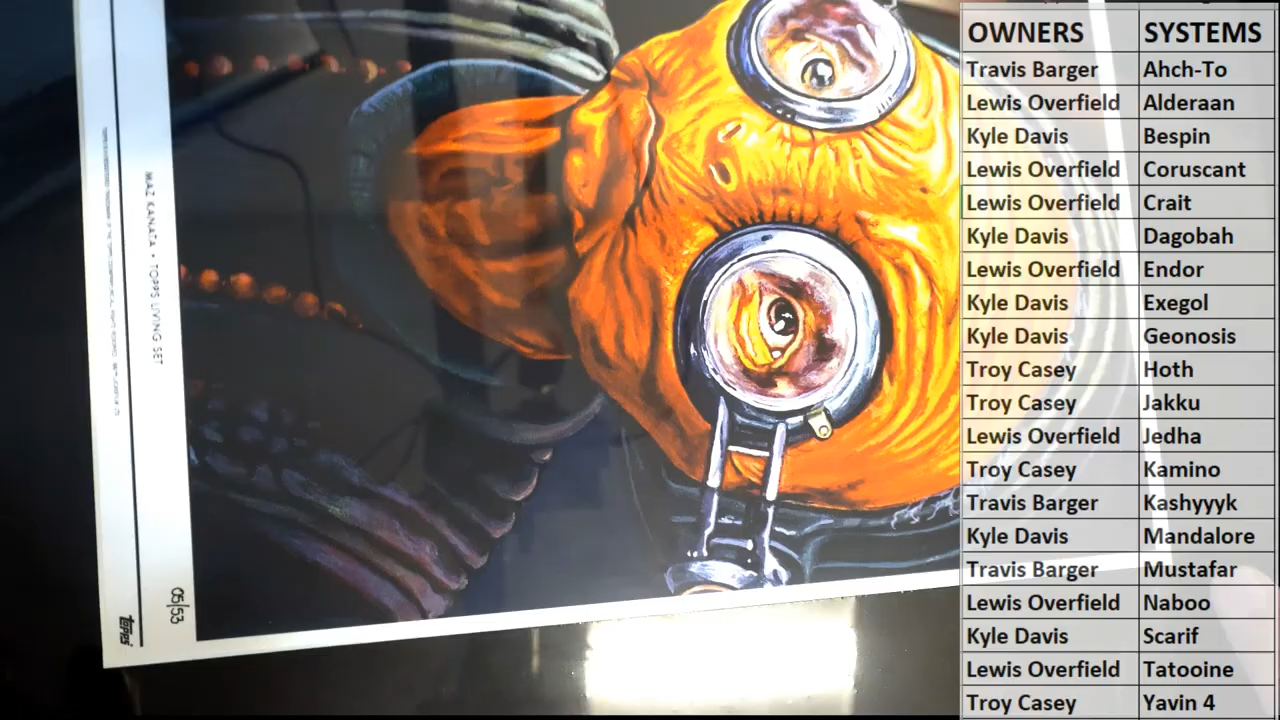 MAZ KANATA • TOPPS LIVING SET
05/53
topps
OWNERS SYSTEMS
Travis Barger Ahch-To
Lewis Overfield Alderaan
Kyle Davis Bespin
Lewis Overfield Coruscant
Lewis Overfield Crait
Kyle Davis Dagobah
Lewis Overfield Endor
Kyle Davis Exegol
Kyle Davis Geonosis
Troy Casey Hoth
Troy Casey Jakku
Lewis Overfield Jedha
Troy Casey Kamino
Travis Barger Kashyyyk
Kyle Davis Mandalore
Travis Barger Mustafar
Lewis Overfield Naboo
Kyle Davis Scarif
Lewis Overfield Tatooine
Troy Casey Yavin 4